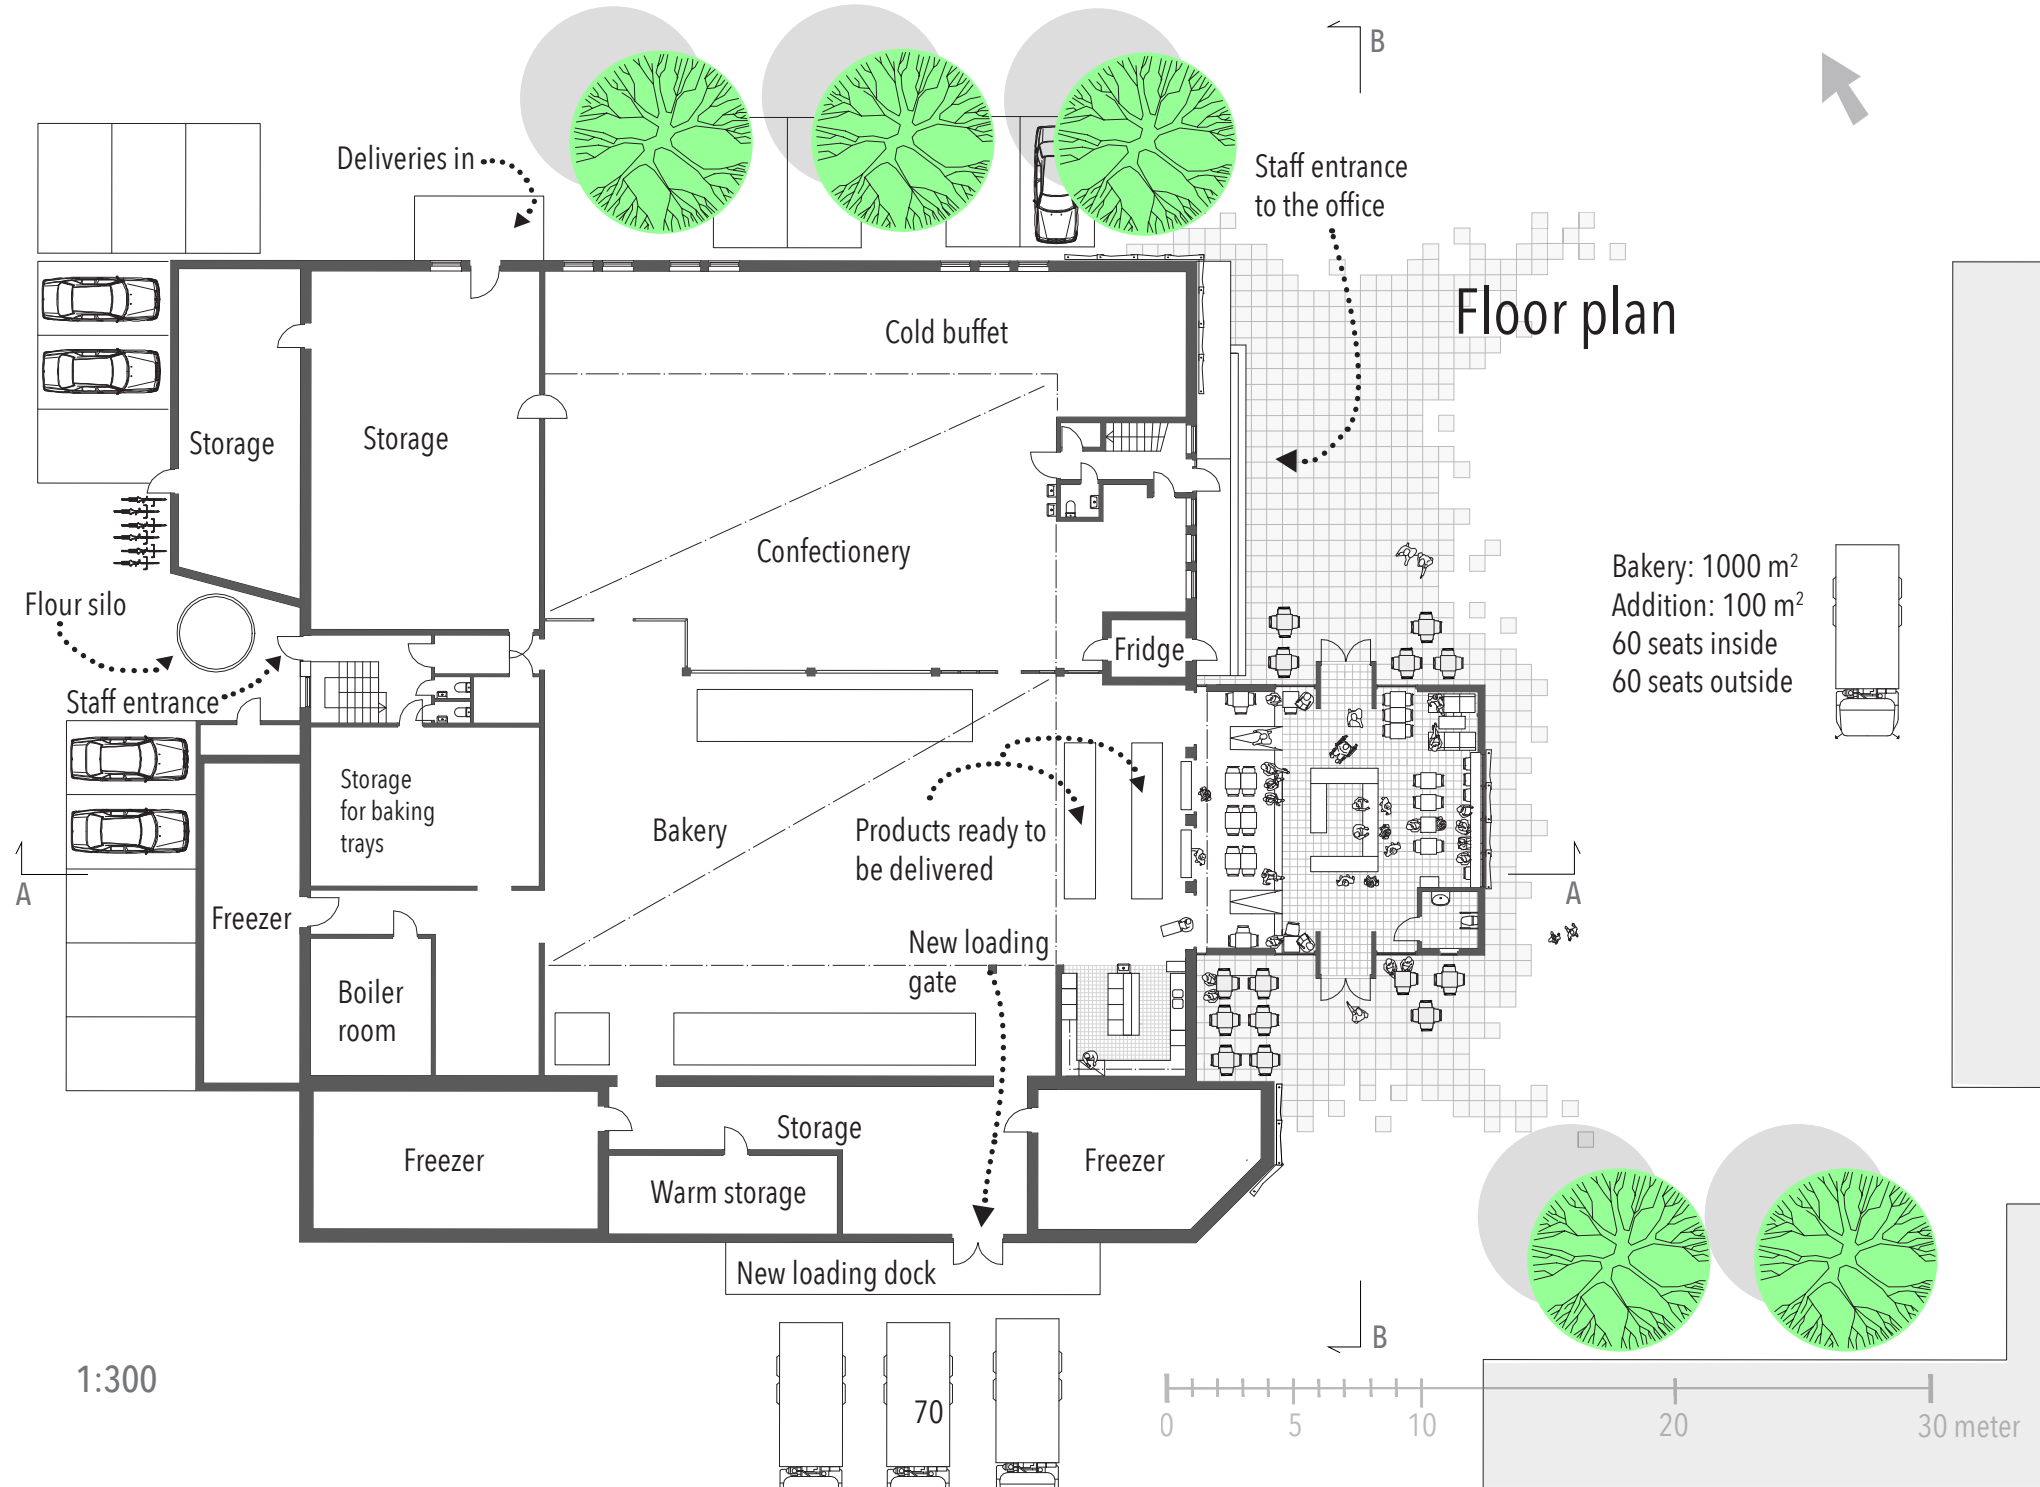 B
Deliveries in
Staff entrance
to the office
Floor plan
Cold buffet
Storage
Storage
Confectionery
Bakery: 1000 m²
Addition: 100 m²
60 seats inside
60 seats outside
Flour silo
Fridge
Staff entrance
Storage
for baking
trays
Bakery
Products ready to
be delivered
A
A
Freezer
New loading
gate
Boiler
room
Storage
Freezer
Freezer
Warm storage
New loading dock
B
1:300
70
0
5
10
20
30 meter